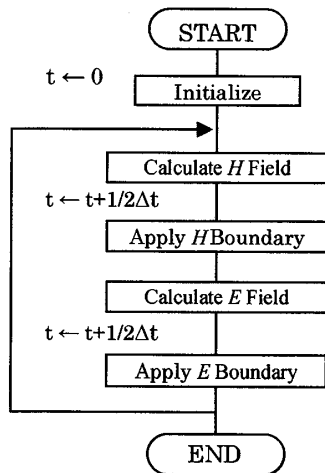 START
t ← 0
Initialize
Calculate H Field
t ← t+1/2Δt
Apply H Boundary
Calculate E Field
t ← t+1/2Δt
Apply E Boundary
END